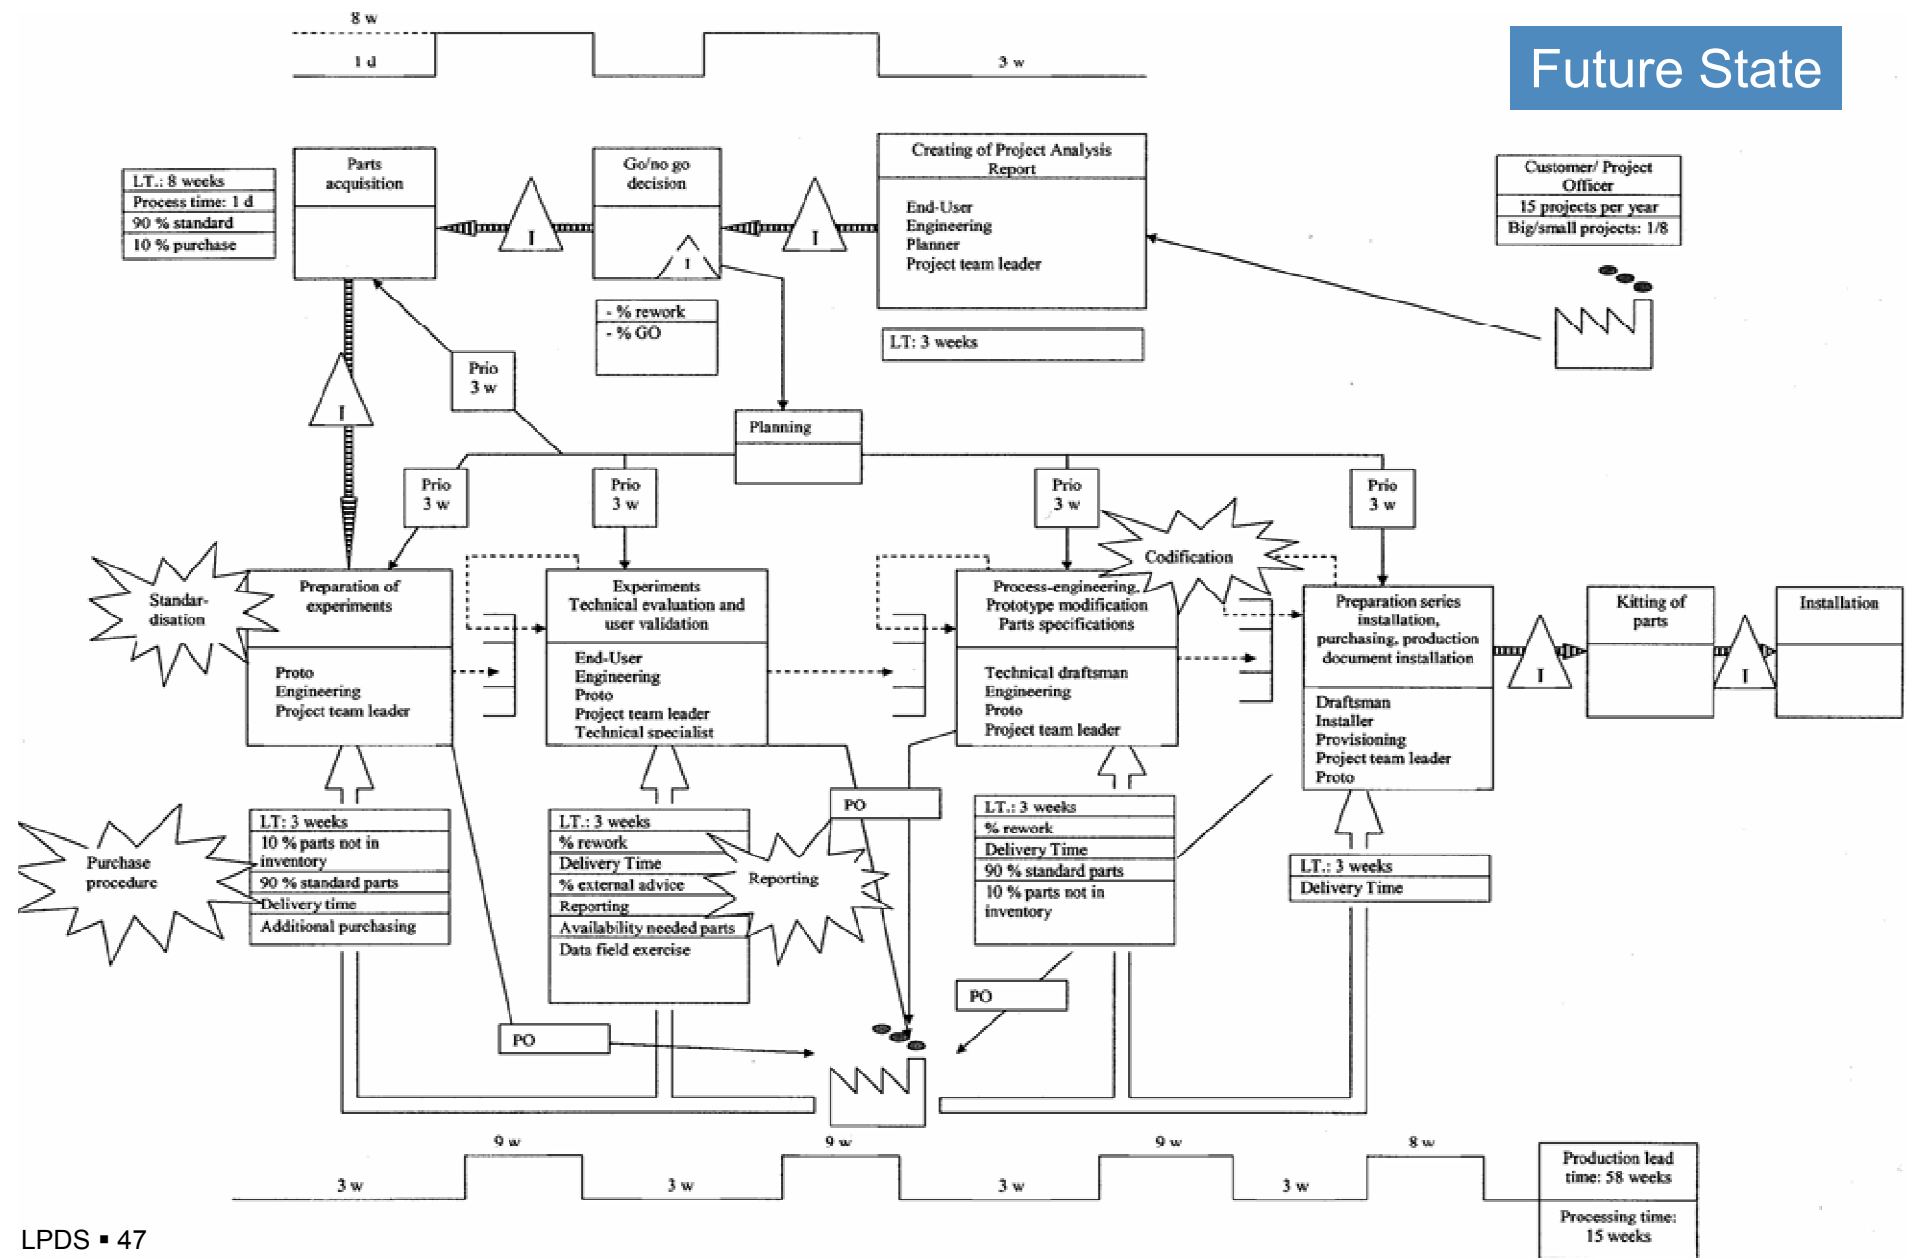 8 w
1 d
3 w
Future State
LT.: 8 weeks
Process time: 1 d
90 % standard
10 % purchase
Parts
acquisition
I
Go/no go
decision
I
- % rework
- % GO
I
Creating of Project Analysis
Report
End-User
Engineering
Planner
Project team leader
LT: 3 weeks
Customer/ Project
Officer
15 projects per year
Big/small projects: 1/8
I
Prio
3 w
Planning
Prio
3 w
Prio
3 w
Prio
3 w
Prio
3 w
Standar-
disation
Preparation of
experiments
Proto
Engineering
Project team leader
Experiments
Technical evaluation and
user validation
End-User
Engineering
Proto
Project team leader
Technical specialist
Process-engineering,
Prototype modification
Parts specifications
Technical draftsman
Engineering
Proto
Project team leader
Codification
Preparation series
installation,
purchasing, production
document installation
Draftsman
Installer
Provisioning
Project team leader
Proto
I
Kitting of
parts
I
Installation
Purchase
procedure
LT: 3 weeks
10 % parts not in
inventory
90 % standard parts
Delivery time
Additional purchasing
LT.: 3 weeks
% rework
Delivery Time
% external advice
Reporting
Availability needed parts
Data field exercise
Reporting
PO
LT.: 3 weeks
% rework
Delivery Time
90 % standard parts
10 % parts not in
inventory
LT.: 3 weeks
Delivery Time
PO
PO
9 w
9 w
9 w
8 w
3 w
3 w
3 w
3 w
Production lead
time: 58 weeks
Processing time:
15 weeks
LPDS ▪ 47